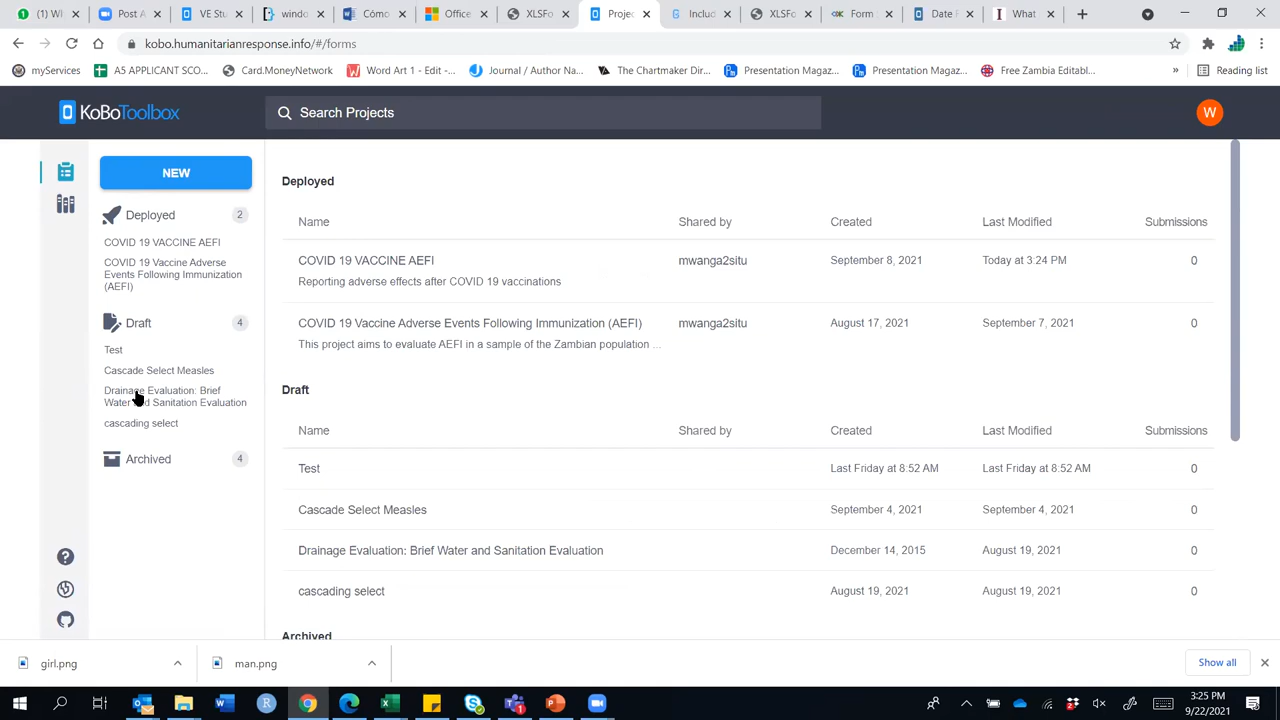 Wh
Post A
VE Stu
windo
Cómo
Office
XLSFo
Projec
Includ
XLSFo
Form
Date F
What
kobo.humanitarianresponse.info/#/forms
myServices
A5 APPLICANT SCO...
Card.MoneyNetwork
Word Art 1 - Edit -...
Journal / Author Na...
The Chartmaker Dir...
Presentation Magaz...
Presentation Magaz...
Free Zambia Editabl...
»
Reading list
KoBoToolbox
Search Projects
W
NEW
Deployed 2
COVID 19 VACCINE AEFI
COVID 19 Vaccine Adverse
Events Following Immunization
(AEFI)
Draft 4
Test
Cascade Select Measles
Drainage Evaluation: Brief
Water and Sanitation Evaluation
cascading select
Archived 4
Deployed
Name Shared by Created Last Modified Submissions
COVID 19 VACCINE AEFI mwanga2situ September 8, 2021 Today at 3:24 PM 0
Reporting adverse effects after COVID 19 vaccinations
COVID 19 Vaccine Adverse Events Following Immunization (AEFI) mwanga2situ August 17, 2021 September 7, 2021 0
This project aims to evaluate AEFI in a sample of the Zambian population ...
Draft
Name Shared by Created Last Modified Submissions
Test Last Friday at 8:52 AM Last Friday at 8:52 AM 0
Cascade Select Measles September 4, 2021 September 4, 2021 0
Drainage Evaluation: Brief Water and Sanitation Evaluation December 14, 2015 August 19, 2021 0
cascading select August 19, 2021 August 19, 2021 0
Archived
girl.png
man.png
Show all
3:25 PM
9/22/2021